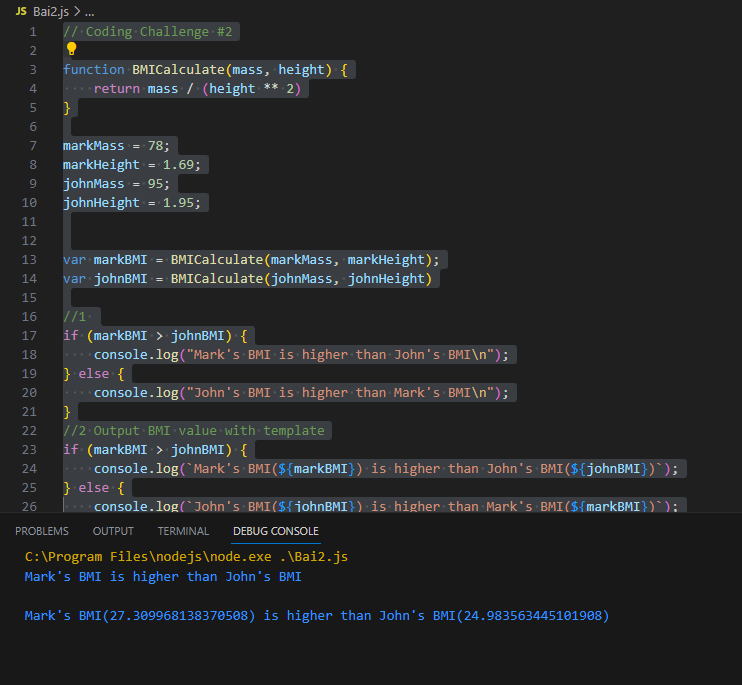 JS Bai2.js > ...
1 // Coding Challenge #2
2
3 function BMICalculate(mass, height) {
4     return mass / (height ** 2)
5 }
6
7 markMass = 78;
8 markHeight = 1.69;
9 johnMass = 95;
10 johnHeight = 1.95;
11
12
13 var markBMI = BMICalculate(markMass, markHeight);
14 var johnBMI = BMICalculate(johnMass, johnHeight)
15
16 //1
17 if (markBMI > johnBMI) {
18     console.log("Mark's BMI is higher than John's BMI\n");
19 } else {
20     console.log("John's BMI is higher than Mark's BMI\n");
21 }
22 //2 Output BMI value with template
23 if (markBMI > johnBMI) {
24     console.log(`Mark's BMI(${markBMI}) is higher than John's BMI(${johnBMI})`);
25 } else {
26     console.log(`John's BMI(${johnBMI}) is higher than Mark's BMI(${markBMI})`);
PROBLEMS OUTPUT TERMINAL DEBUG CONSOLE
C:\Program Files\nodejs\node.exe .\Bai2.js
Mark's BMI is higher than John's BMI
Mark's BMI(27.309968138370508) is higher than John's BMI(24.983563445101908)